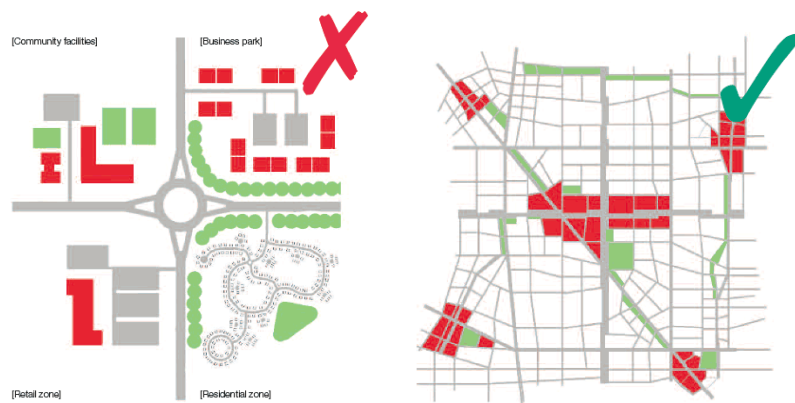 [Community facilities]
[Business park]
[Retail zone]
[Residential zone]